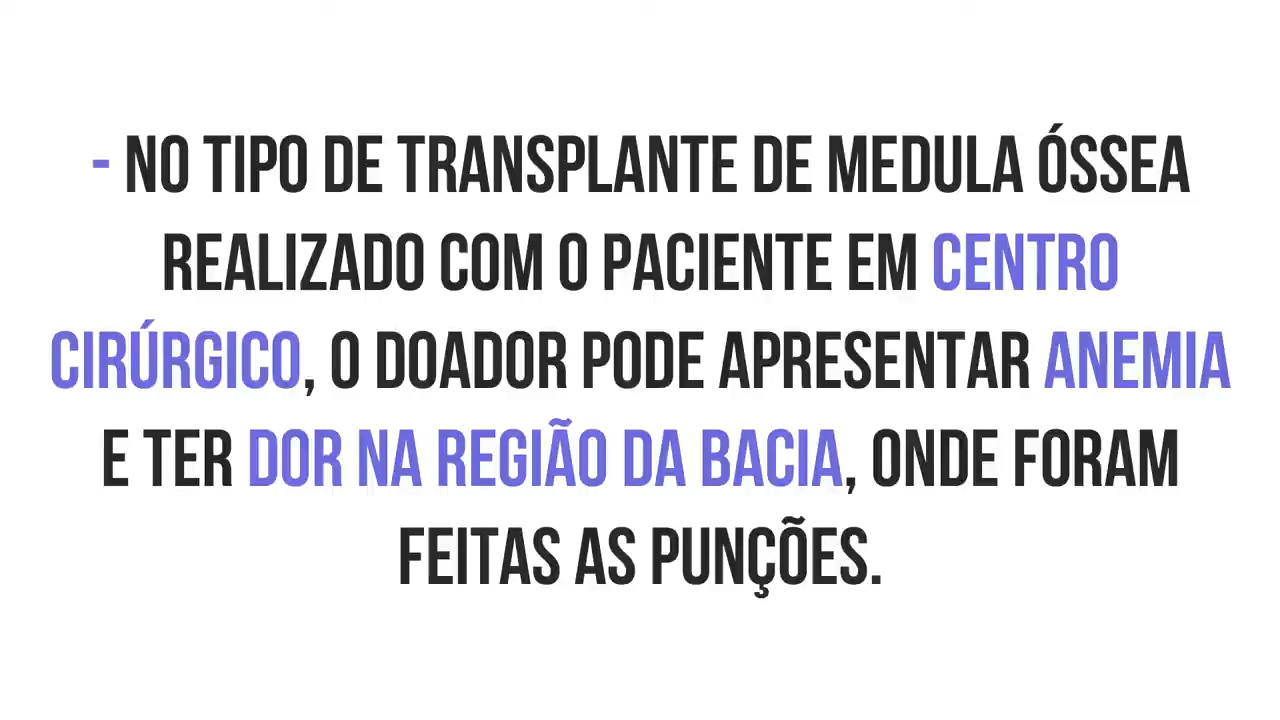 - NO TIPO DE TRANSPLANTE DE MEDULA ÓSSEA
REALIZADO COM O PACIENTE EM CENTRO
CIRÚRGICO, O DOADOR PODE APRESENTAR ANEMIA
E TER DOR NA REGIÃO DA BACIA, ONDE FORAM
FEITAS AS PUNÇÕES.